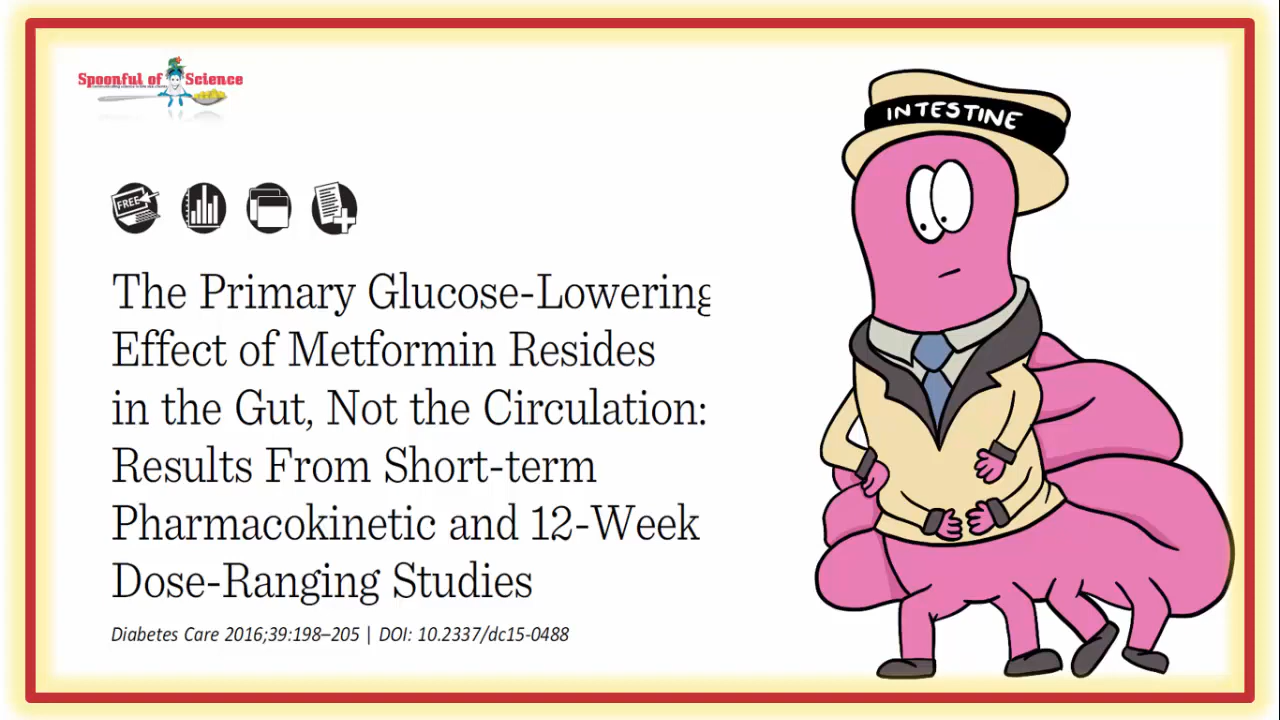 Spoonful of Science
FREE
INTESTINE
The Primary Glucose-Lowering
Effect of Metformin Resides
in the Gut, Not the Circulation:
Results From Short-term
Pharmacokinetic and 12-Week
Dose-Ranging Studies
Diabetes Care 2016;39:198–205 | DOI: 10.2337/dc15-0488